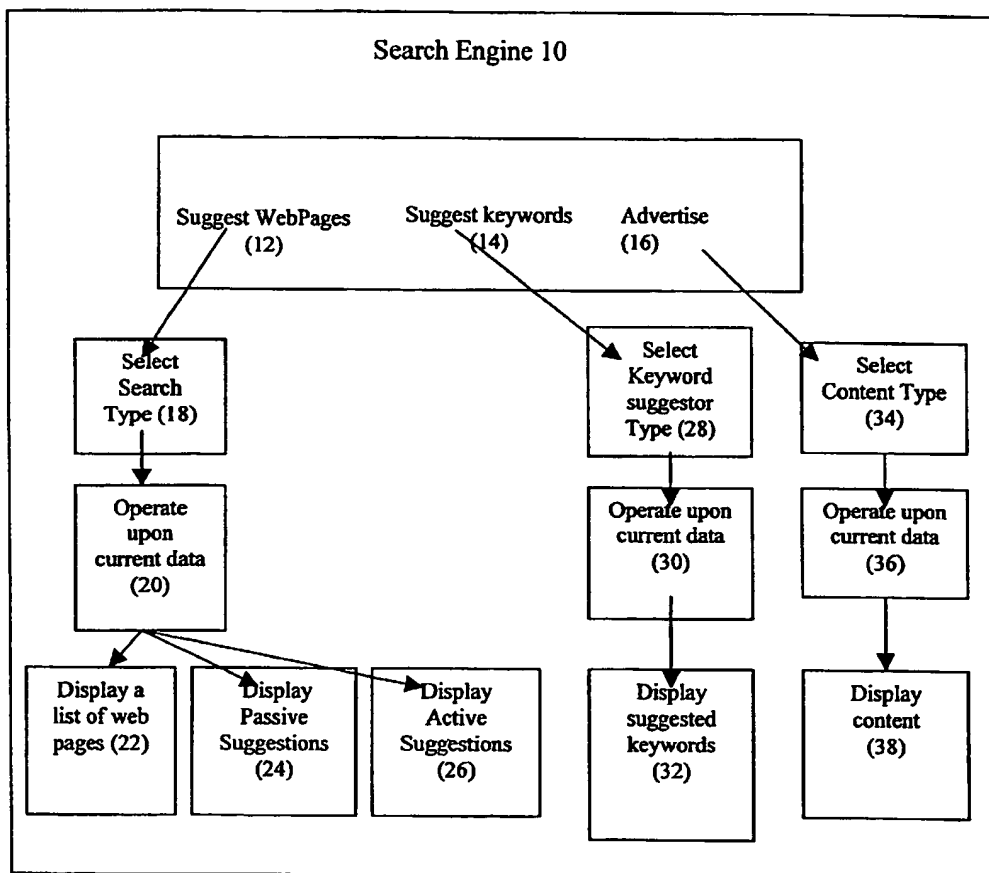 Search Engine 10
Suggest WebPages
(12)
Suggest keywords
(14)
Advertise
(16)
Select
Search
Type (18)
Select
Keyword
suggestor
Type (28)
Select
Content Type
(34)
Operate
upon
current data
(20)
Operate upon
current data
(30)
Operate upon
current data
(36)
Display a
list of web
pages (22)
Display
Passive
Suggestions
(24)
Display
Active
Suggestions
(26)
Display
suggested
keywords
(32)
Display
content
(38)